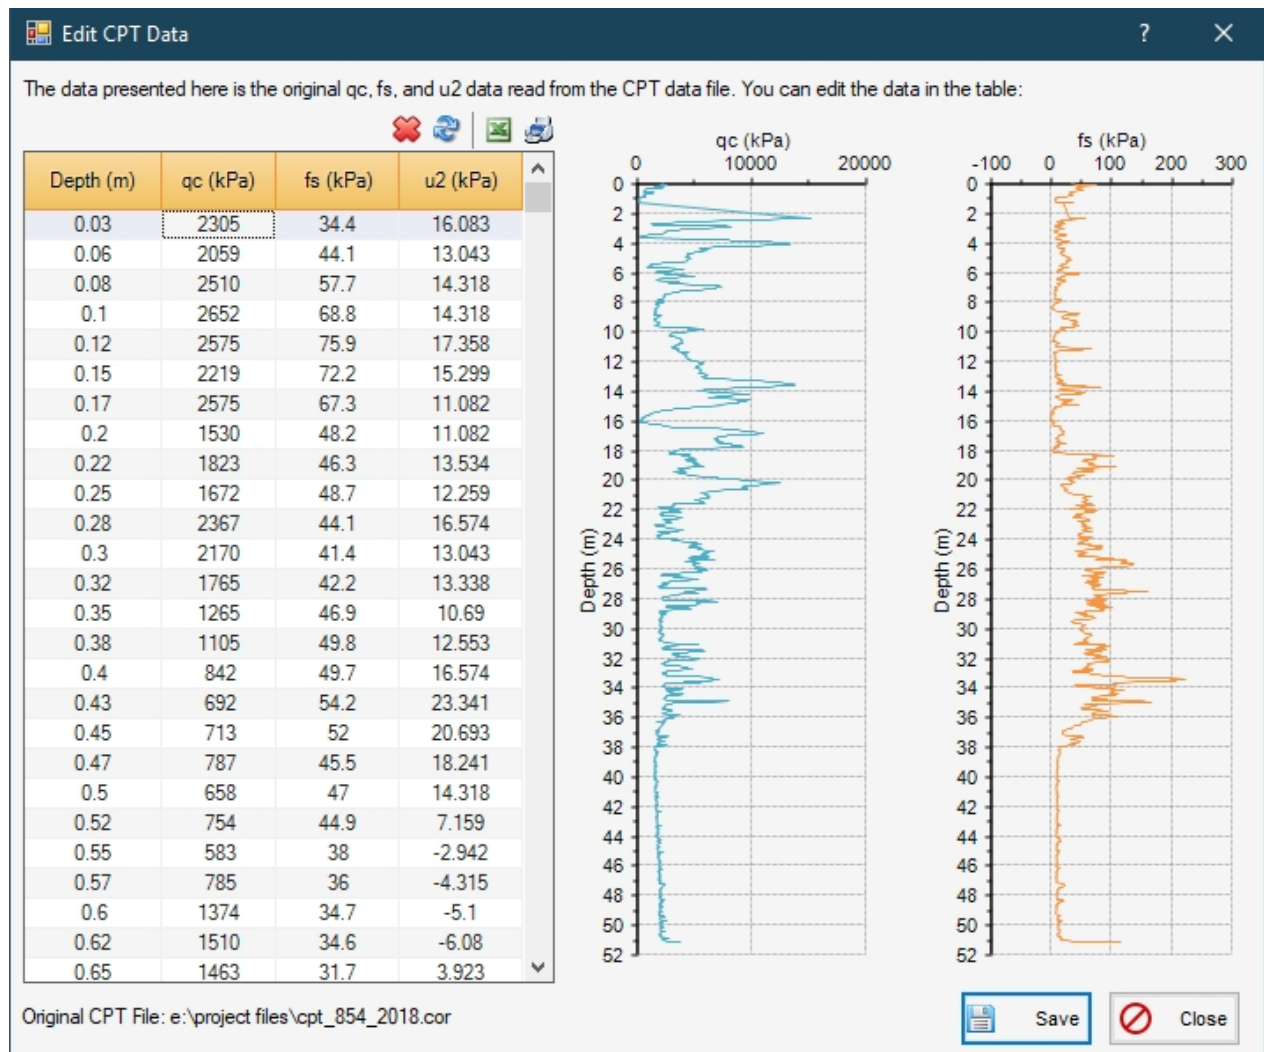 Edit CPT Data ? ×
The data presented here is the original qc, fs, and u2 data read from the CPT data file. You can edit the data in the table:
Depth (m) qc (kPa) fs (kPa) u2 (kPa)
0.03 2305 34.4 16.083
0.06 2059 44.1 13.043
0.08 2510 57.7 14.318
0.1 2652 68.8 14.318
0.12 2575 75.9 17.358
0.15 2219 72.2 15.299
0.17 2575 67.3 11.082
0.2 1530 48.2 11.082
0.22 1823 46.3 13.534
0.25 1672 48.7 12.259
0.28 2367 44.1 16.574
0.3 2170 41.4 13.043
0.32 1765 42.2 13.338
0.35 1265 46.9 10.69
0.38 1105 49.8 12.553
0.4 842 49.7 16.574
0.43 692 54.2 23.341
0.45 713 52 20.693
0.47 787 45.5 18.241
0.5 658 47 14.318
0.52 754 44.9 7.159
0.55 583 38 -2.942
0.57 785 36 -4.315
0.6 1374 34.7 -5.1
0.62 1510 34.6 -6.08
0.65 1463 31.7 3.923
qc (kPa)
0 10000 20000
Depth (m)
0
2
4
6
8
10
12
14
16
18
20
22
24
26
28
30
32
34
36
38
40
42
44
46
48
50
52
fs (kPa)
-100 0 100 200 300
Depth (m)
0
2
4
6
8
10
12
14
16
18
20
22
24
26
28
30
32
34
36
38
40
42
44
46
48
50
52
Original CPT File: e:\project files\cpt_854_2018.cor
Save Close